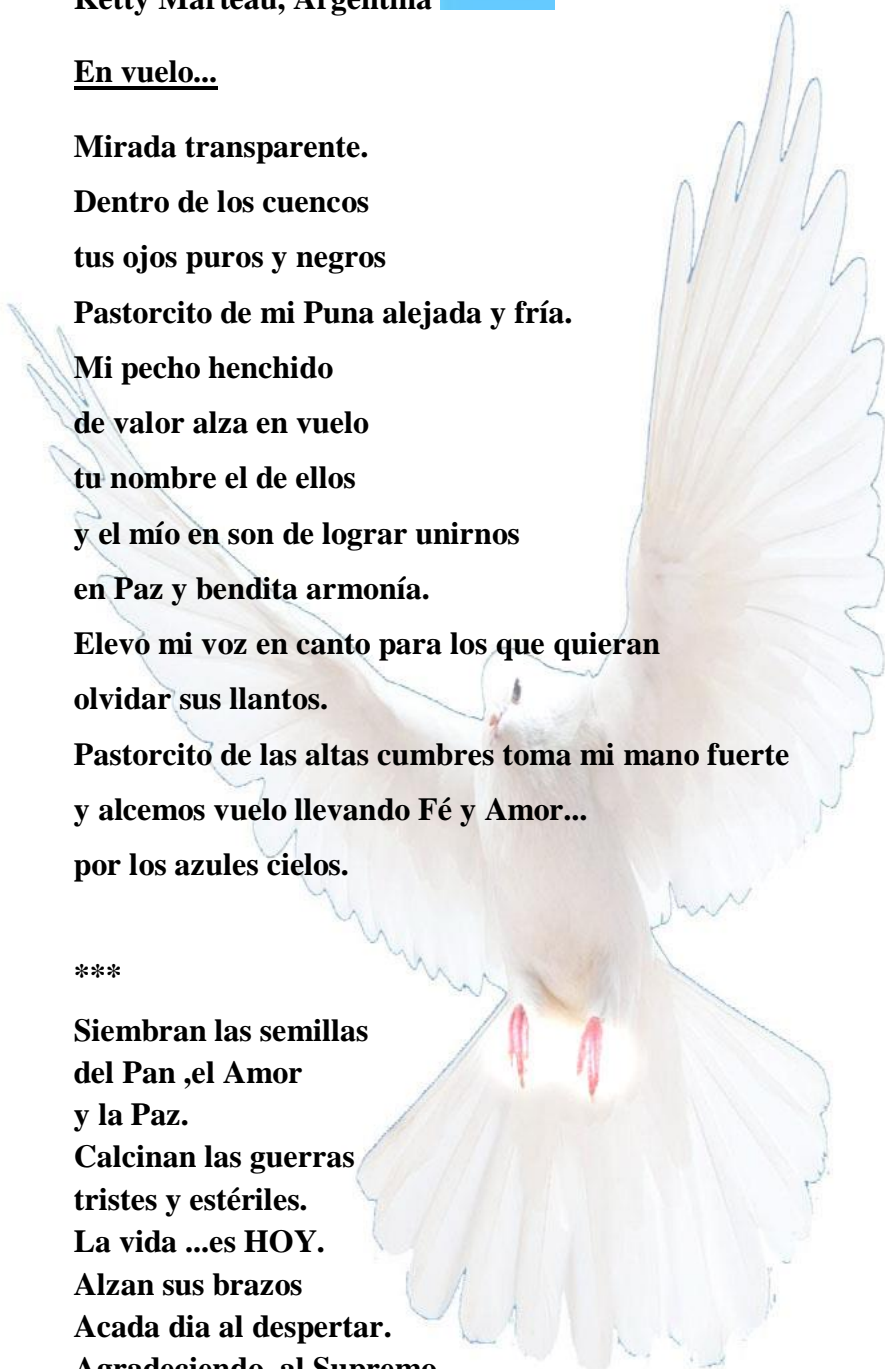 Ketty Marteau, Argentina
En vuelo...
Mirada transparente.
Dentro de los cuencos
tus ojos puros y negros
Pastorcito de mi Puna alejada y fría.
Mi pecho henchido
de valor alza en vuelo
tu nombre el de ellos
y el mío en son de lograr unirnos
en Paz y bendita armonía.
Elevo mi voz en canto para los que quieran
olvidar sus llantos.
Pastorcito de las altas cumbres toma mi mano fuerte
y alcemos vuelo llevando Fé y Amor...
por los azules cielos.
***
Siembran las semillas
del Pan ,el Amor
y la Paz.
Calcinan las guerras
tristes y estériles.
La vida ...es HOY.
Alzan sus brazos
Acada dia al despertar.
Agradeciendo al Supremo